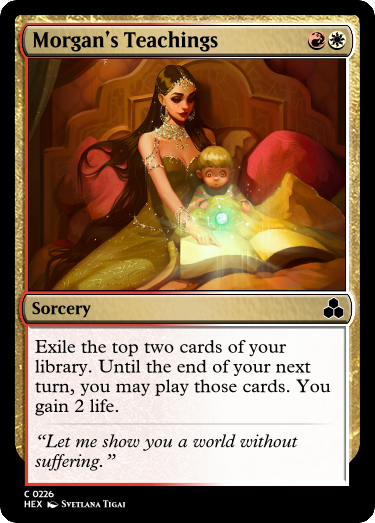 Morgan's Teachings
Sorcery
Exile the top two cards of your
library. Until the end of your next
turn, you may play those cards. You
gain 2 life.
“Let me show you a world without
suffering.”
C 0226
HEX Svetlana Tigai